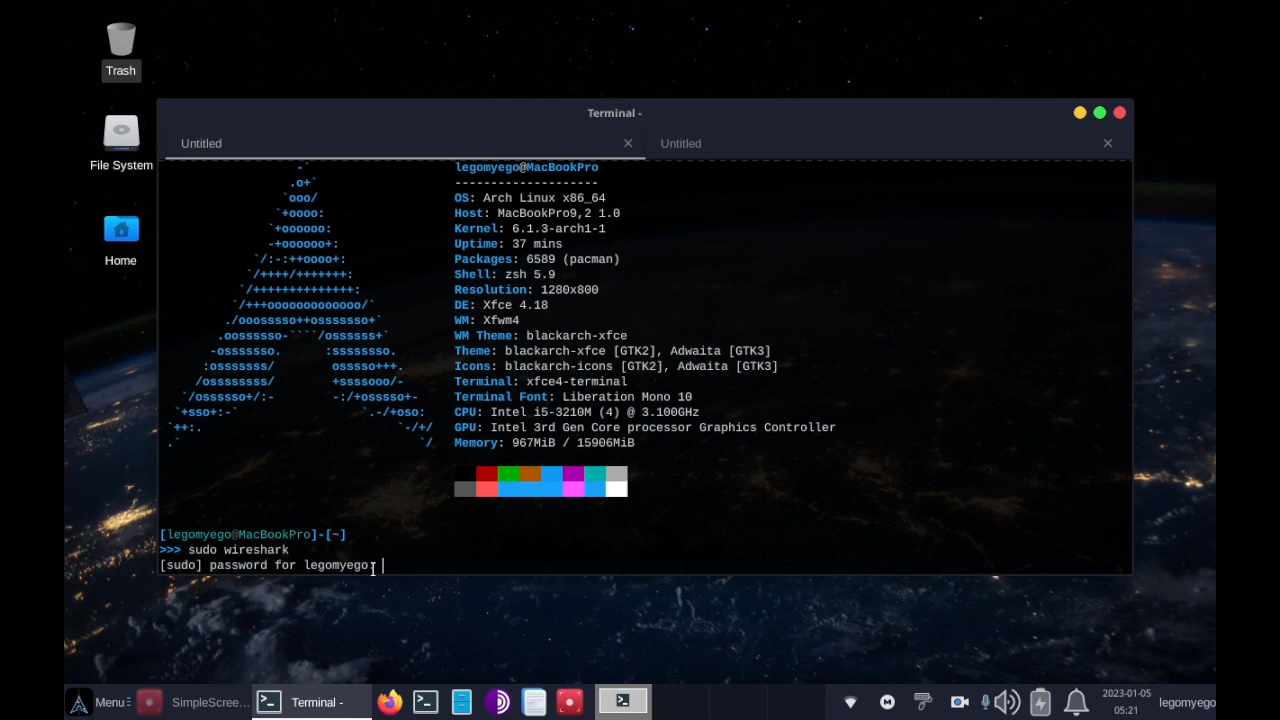 Trash
File System
Home
Terminal -
Untitled
Untitled
legomyego@MacBookPro
--------------------
OS: Arch Linux x86_64
Host: MacBookPro9,2 1.0
Kernel: 6.1.3-arch1-1
Uptime: 37 mins
Packages: 6589 (pacman)
Shell: zsh 5.9
Resolution: 1280x800
DE: Xfce 4.18
WM: Xfwm4
WM Theme: blackarch-xfce
Theme: blackarch-xfce [GTK2], Adwaita [GTK3]
Icons: blackarch-icons [GTK2], Adwaita [GTK3]
Terminal: xfce4-terminal
Terminal Font: Liberation Mono 10
CPU: Intel i5-3210M (4) @ 3.100GHz
GPU: Intel 3rd Gen Core processor Graphics Controller
Memory: 967MiB / 15906MiB
[legomyego@MacBookPro]-[~]
>>> sudo wireshark
[sudo] password for legomyego:
Menu
SimpleScree...
Terminal -
2023-01-05
05:21
legomyego